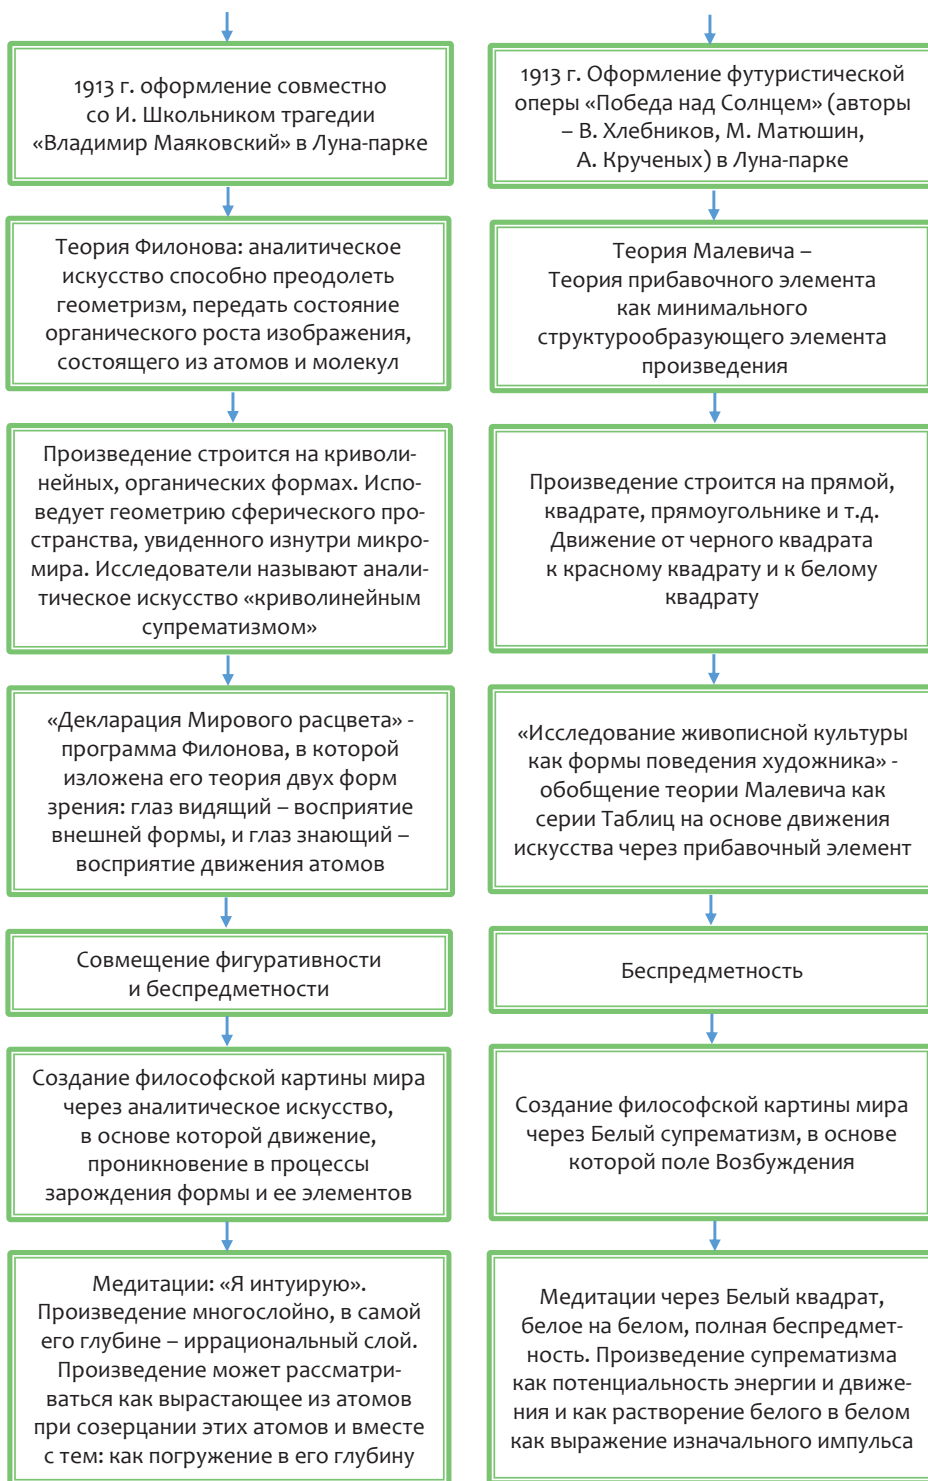 1913 г. оформление совместно
со И. Школьником трагедии
«Владимир Маяковский» в Луна-парке
Теория Филонова: аналитическое
искусство способно преодолеть
геометризм, передать состояние
органического роста изображения,
состоящего из атомов и молекул
Произведение строится на криволи-
нейных, органических формах. Испо-
ведует геометрию сферического про-
странства, увиденного изнутри микро-
мира. Исследователи называют анали-
тическое искусство «криволинейным
супрематизмом»
«Декларация Мирового расцвета» -
программа Филонова, в которой
изложена его теория двух форм
зрения: глаз видящий – восприятие
внешней формы, и глаз знающий –
восприятие движения атомов
Совмещение фигуративности
и беспредметности
Создание философской картины мира
через аналитическое искусство,
в основе которой движение,
проникновение в процессы
зарождения формы и ее элементов
Медитации: «Я интуирую».
Произведение многослойно, в самой
его глубине – иррациональный слой.
Произведение может рассматри-
ваться как вырастающее из атомов
при созерцании этих атомов и вместе
с тем: как погружение в его глубину
1913 г. Оформление футуристической
оперы «Победа над Солнцем» (авторы
– В. Хлебников, М. Матюшин,
А. Крученых) в Луна-парке
Теория Малевича –
Теория прибавочного элемента
как минимального
структурообразующего элемента
произведения
Произведение строится на прямой,
квадрате, прямоугольнике и т.д.
Движение от черного квадрата
к красному квадрату и к белому
квадрату
«Исследование живописной культуры
как формы поведения художника» -
обобщение теории Малевича как
серии Таблиц на основе движения
искусства через прибавочный элемент
Беспредметность
Создание философской картины мира
через Белый супрематизм, в основе
которой поле Возбуждения
Медитации через Белый квадрат,
белое на белом, полная беспредмет-
ность. Произведение супрематизма
как потенциальность энергии и движе-
ния и как растворение белого в белом
как выражение изначального импульса